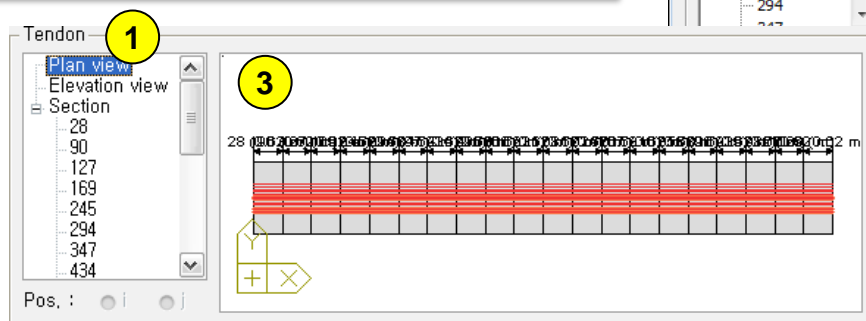 294
Tendon
1
Plan view
Elevation view
Section
28
90
127
169
245
294
347
434
Pos, : i j
3
28
2 m
Y
X